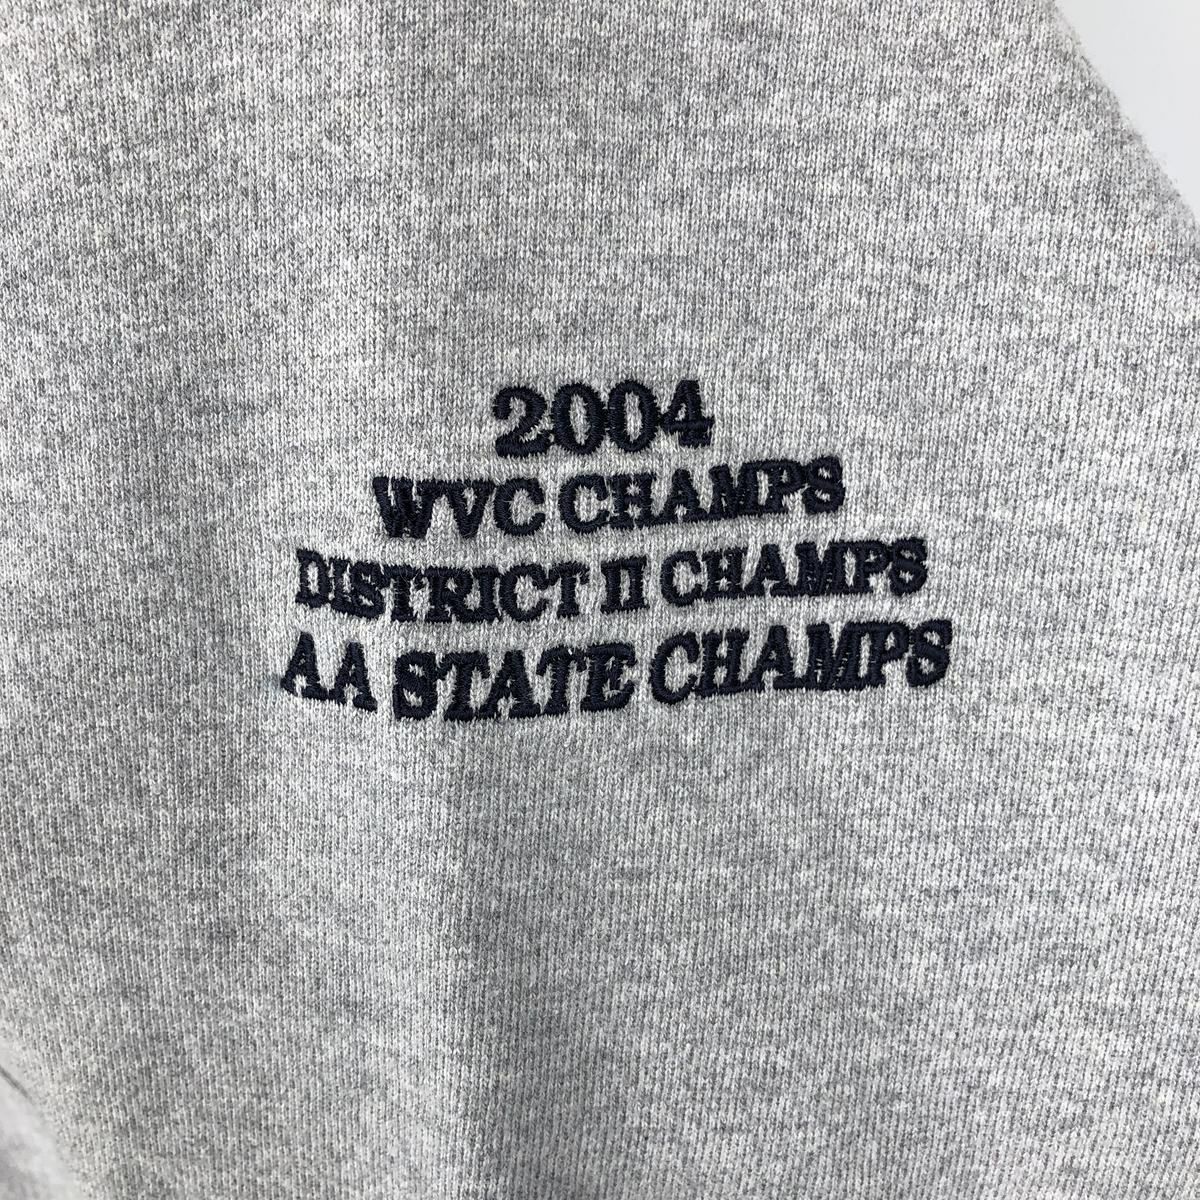 2004
WVC CHAMPS
DISTRICT II CHAMPS
AA STATE CHAMPS